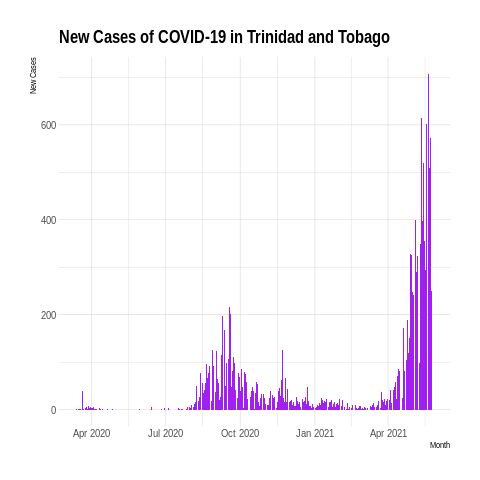 New Cases of COVID-19 in Trinidad and Tobago
New Cases
600
400
200
0
Apr 2020 Jul 2020 Oct 2020 Jan 2021 Apr 2021
Month